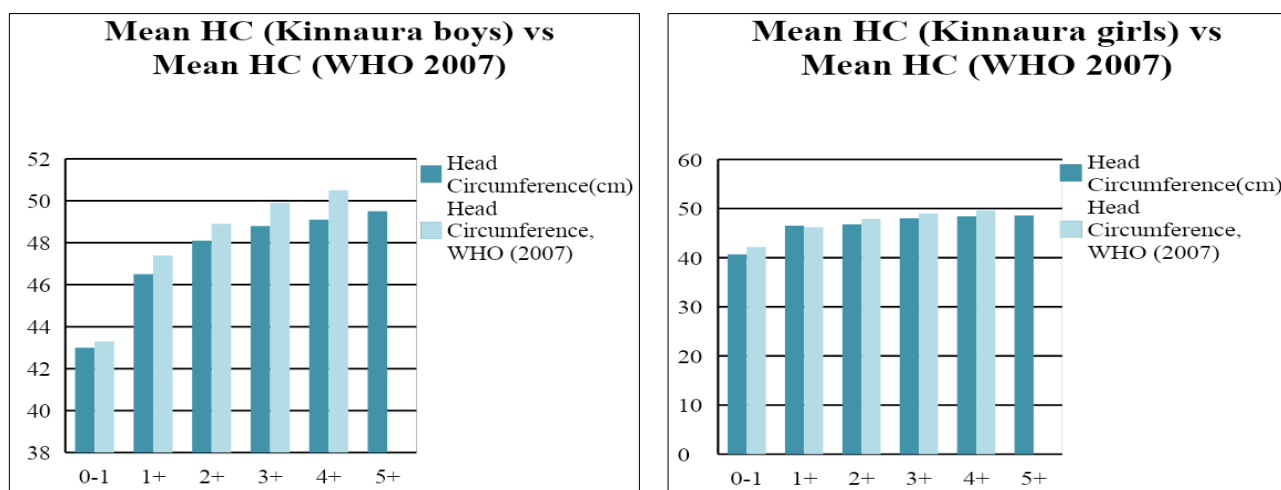 Mean HC (Kinnaura boys) vs
Mean HC (WHO 2007)
52
50
48
46
44
42
40
38
0-1 1+ 2+ 3+ 4+ 5+
Head
Circumference(cm)
Head
Circumference,
WHO (2007)
Mean HC (Kinnaura girls) vs
Mean HC (WHO 2007)
60
50
40
30
20
10
0
0-1 1+ 2+ 3+ 4+ 5+
Head
Circumference(cm)
Head
Circumference,
WHO (2007)